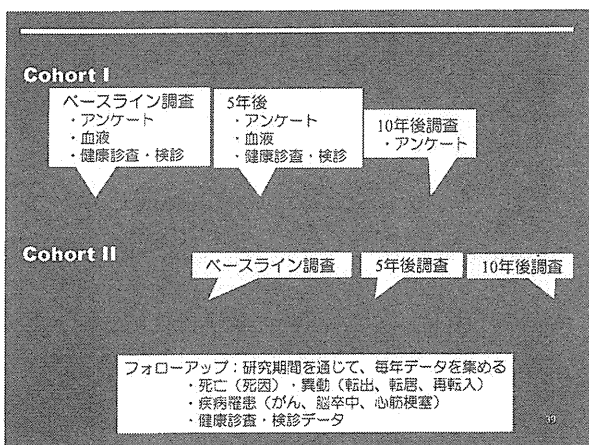 Cohort I
ベースライン調査
・アンケート
・血液
・健康診査・検診
5年後
・アンケート
・血液
・健康診査・検診
10年後調査
・アンケート
Cohort II
ベースライン調査
5年後調査
10年後調査
フォローアップ：研究期間を通じて、毎年データを集める
・死亡（死因）・異動（転出、転居、再転入）
・疾病罹患（がん、脳卒中、心筋梗塞）
・健康診査・検診データ
39